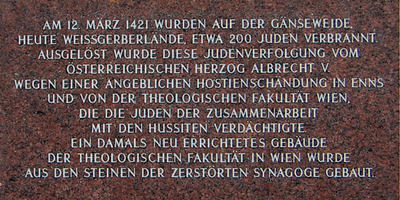 AM 12. MÄRZ 1421 WURDEN AUF DER GÄNSEWEIDE,
HEUTE WEISSGERBERLÄNDE, ETWA 200 JUDEN VERBRANNT.
AUSGELÖST WURDE DIESE JUDENVERFOLGUNG VOM
ÖSTERREICHISCHEN HERZOG ALBRECHT V.
WEGEN EINER ANGEBLICHEN HOSTIENSCHÄNDUNG IN ENNS
UND VON DER THEOLOGISCHEN FAKULTÄT WIEN,
DIE DIE JUDEN DER ZUSAMMENARBEIT
MIT DEN HUSSITEN VERDÄCHTIGTE.
EIN DAMALS NEU ERRICHTETES GEBÄUDE
DER THEOLOGISCHEN FAKULTÄT IN WIEN WURDE
AUS DEN STEINEN DER ZERSTÖRTEN SYNAGOGE GEBAUT.